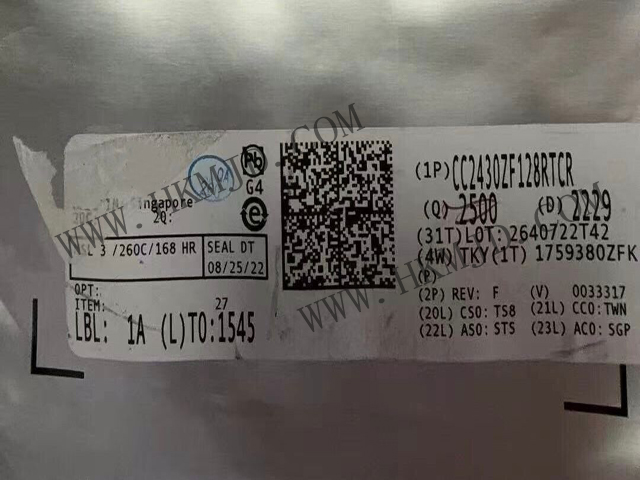 Pb
G4
e
Singapore
2Q:
3 /260C/168 HR
SEAL DT
08/25/22
OPT:
ITEM: 27
LBL: 1A (L)TO:1545
(1P) CC2430ZF128RTCR
(Q) 2500 (D) 2229
(31T)LOT: 2640722T42
(4W) TKY(1T) 1759380ZFK
(P)
(2P) REV: F (V) 0033317
(20L) CSO: TS8 (21L) CCO: TWN
(22L) ASO: STS (23L) ACO: SGP
WWW.HKMJD.COM
WWW.HKMJD.COM